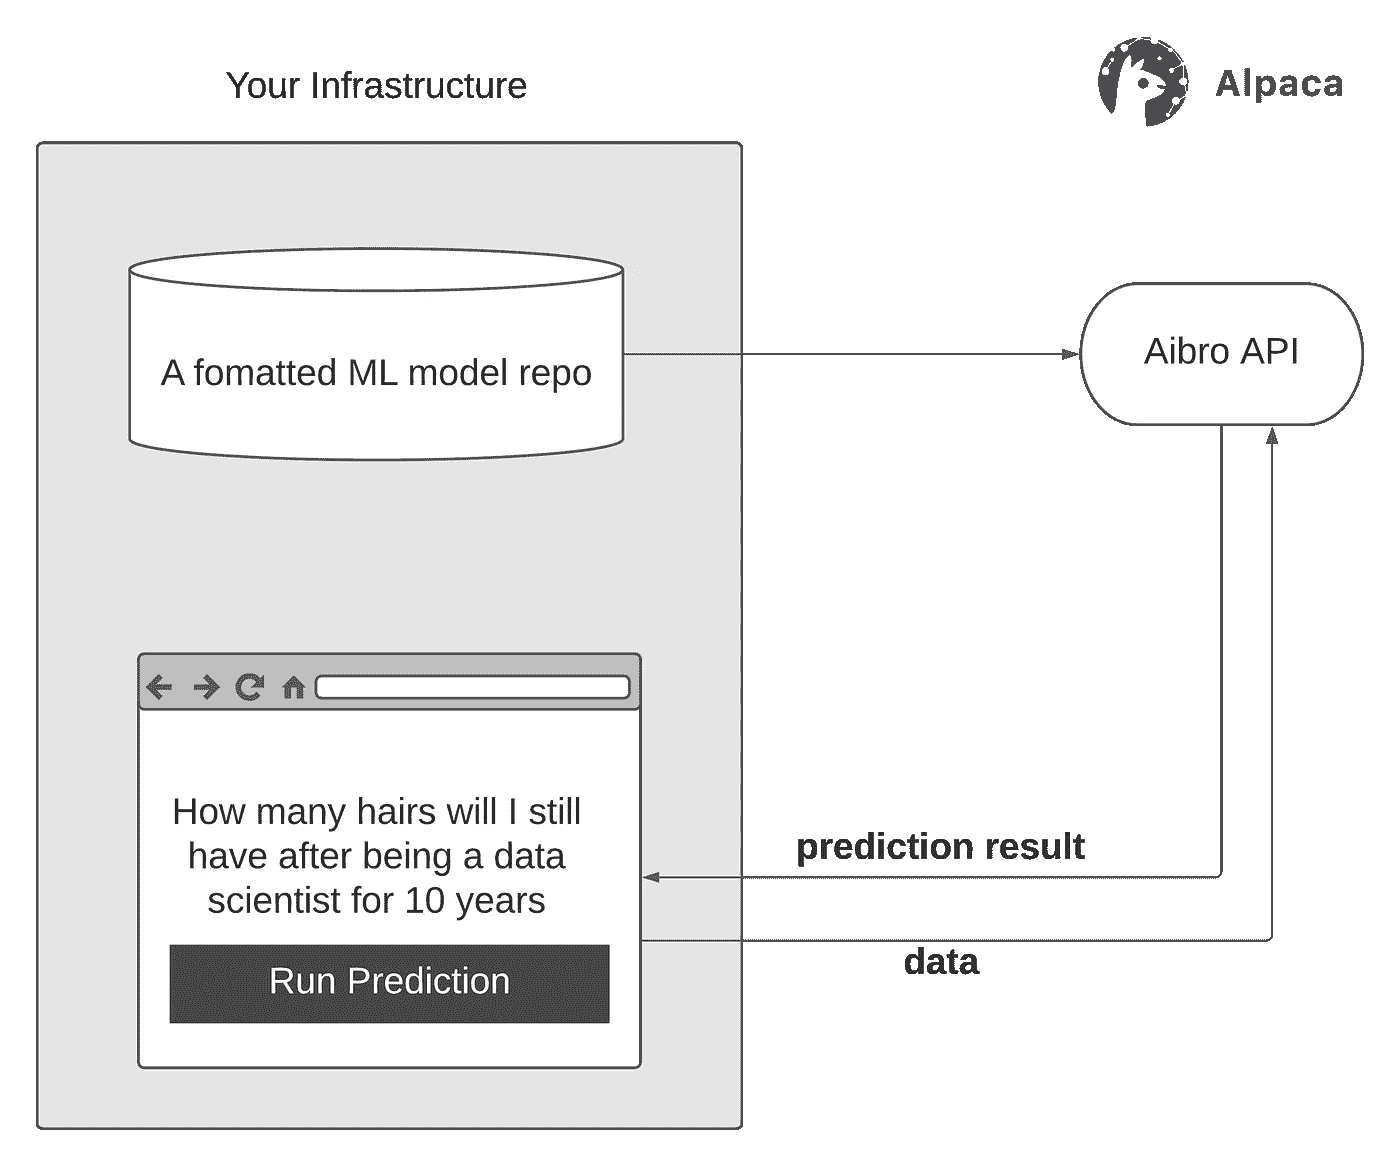 Your Infrastructure
Alpaca
A fomatted ML model repo
Aibro API
How many hairs will I still
have after being a data
scientist for 10 years
Run Prediction
prediction result
data